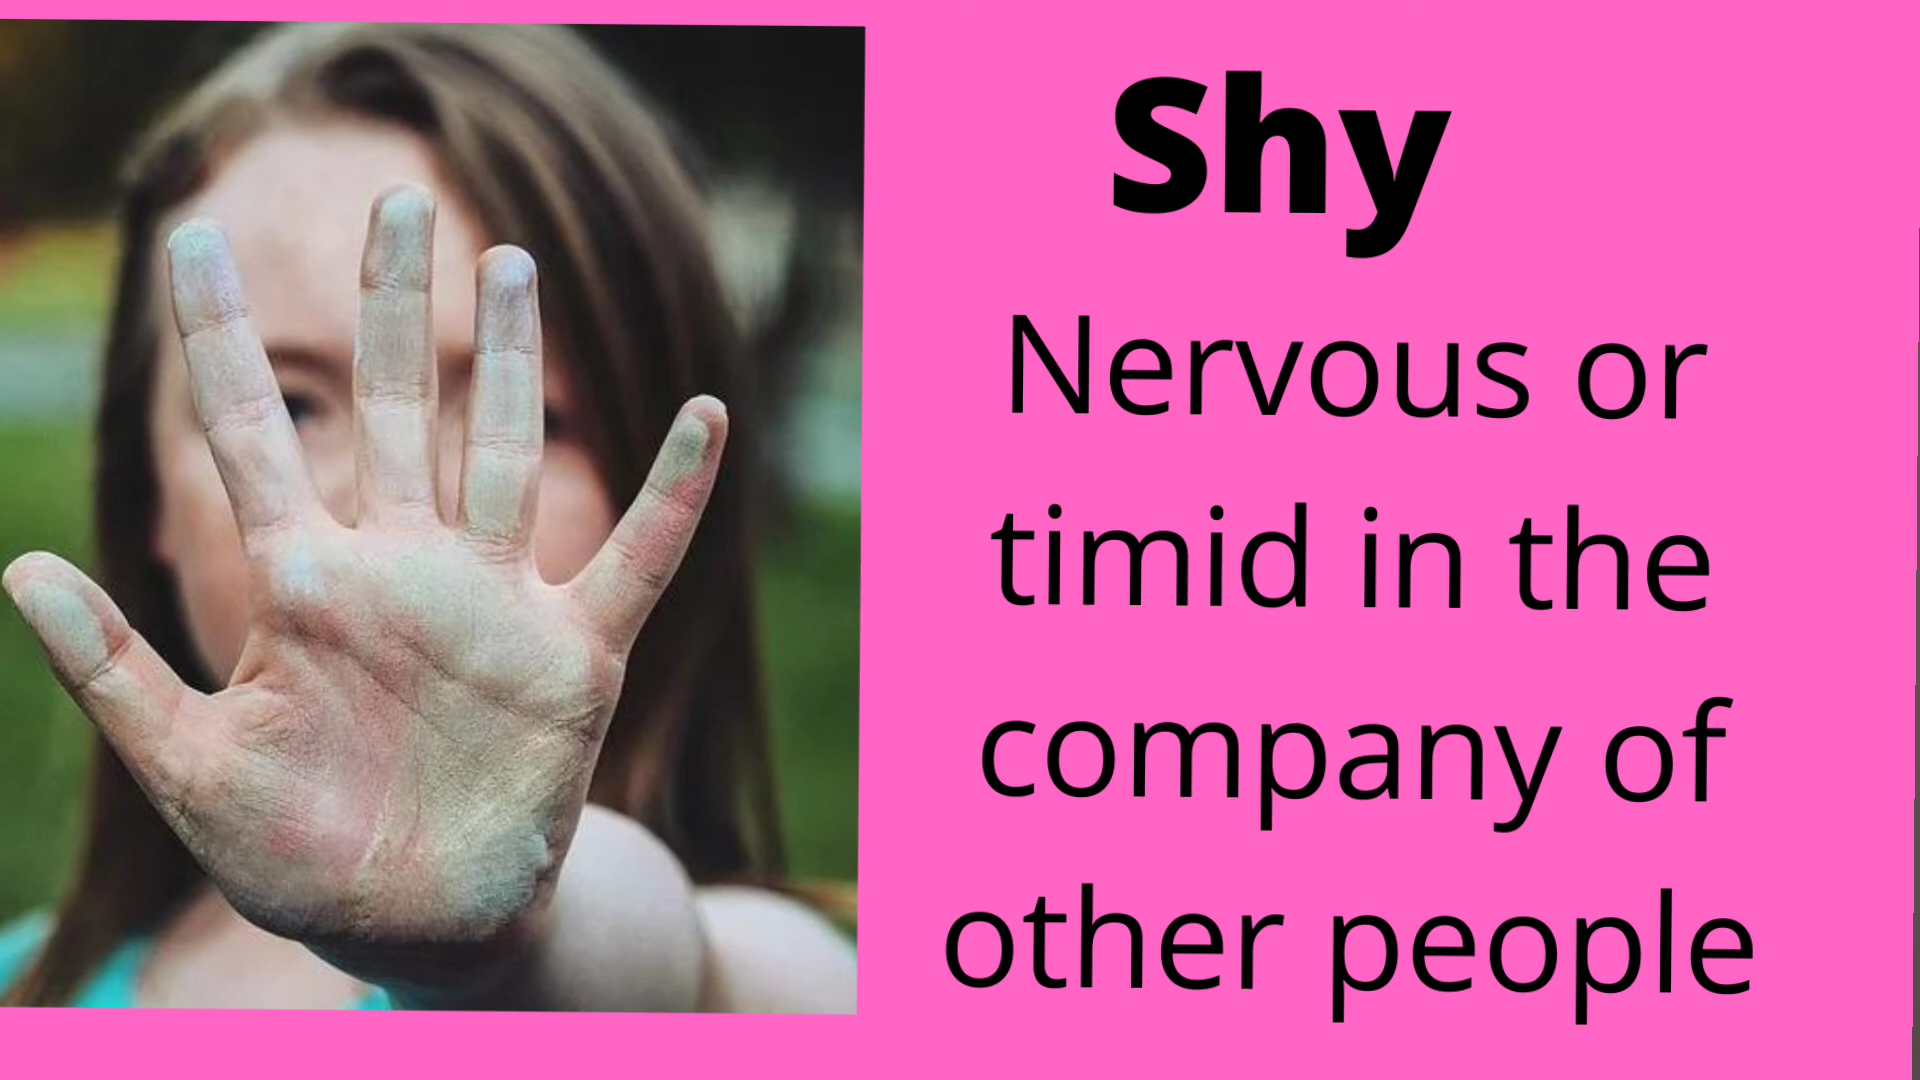 Shy
Nervous or
timid in the
company of
other people